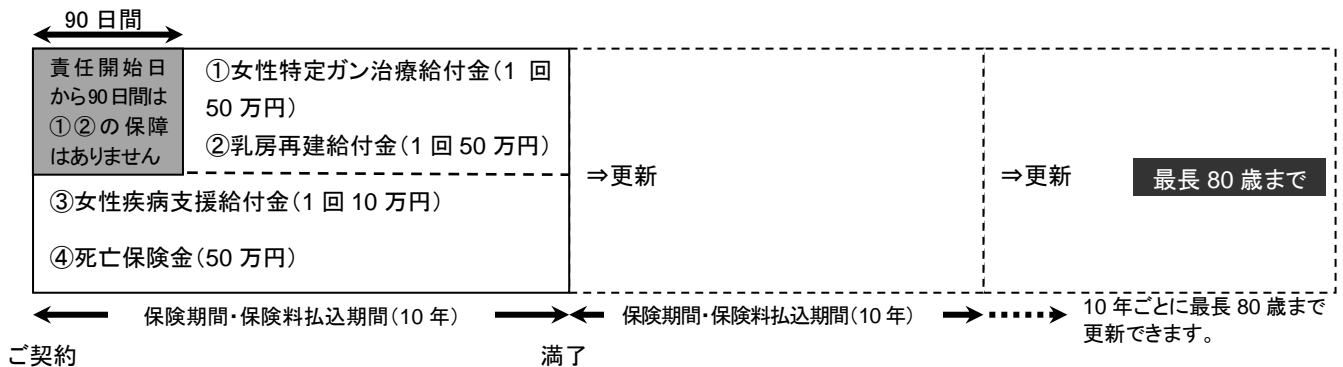 90 日間
責任開始日
から90日間は
①②の保障
はありません
①女性特定ガン治療給付金（1 回
50 万円）
②乳房再建給付金（1 回 50 万円）
③女性疾病支援給付金（1 回 10 万円）
④死亡保険金（50 万円）
⇒更新
⇒更新
最長 80 歳まで
保険期間・保険料払込期間（10 年）
保険期間・保険料払込期間（10 年）
10 年ごとに最長 80 歳まで
更新できます。
ご契約
満了